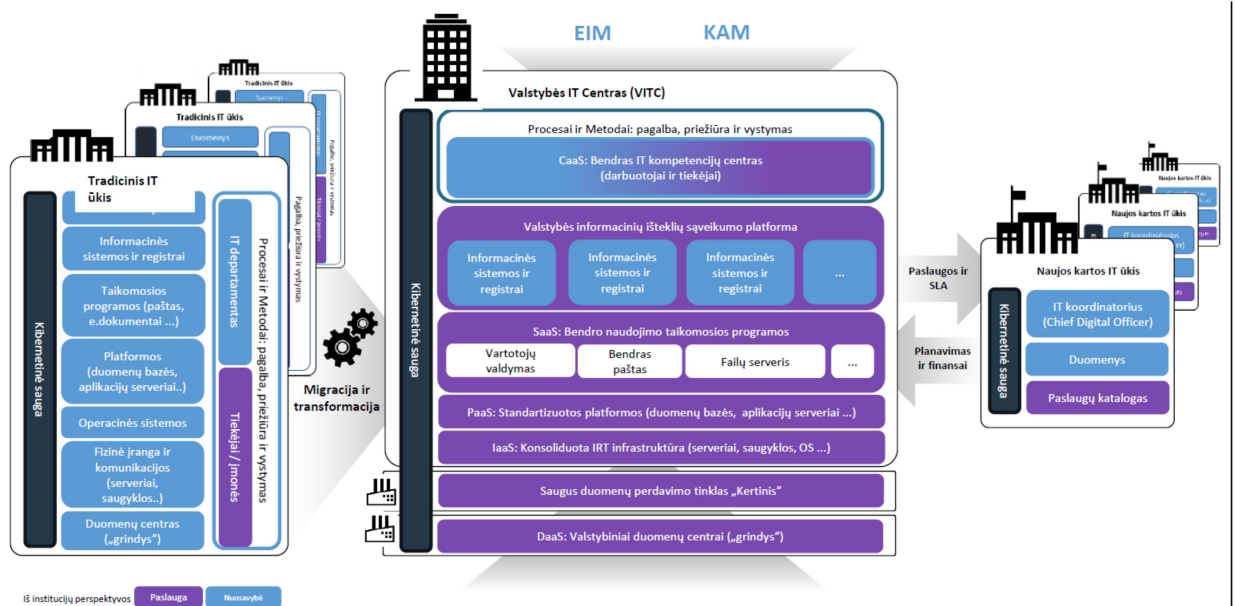 EIM
KAM
Tradicinis IT ūkis
Tradicinis IT ūkis
Duomenys
Pagalba, priežiūra ir vystymas
Pagalba, priežiūra ir vystymas
Tradicinis IT
ūkis
Kibernetinė sauga
Informacinės
sistemos ir registrai
Taikomosios
programos (paštas,
e.dokumentai ...)
Platformos
(duomenų bazės,
aplikacijų serveriai..)
Operacinės sistemos
Fizinė įranga ir
komunikacijos
(serveriai,
saugyklos..)
Duomenų centras
(„grindys“)
IT departamentas
Tiekėjai / įmonės
Procesai ir Metodai: pagalba, priežiūra ir vystymas
Migracija ir
transformacija
Valstybės IT Centras (VITC)
Kibernetinė sauga
Procesai ir Metodai: pagalba, priežiūra ir vystymas
CaaS: Bendras IT kompetencijų centras
(darbuotojai ir tiekėjai)
Valstybės informacinių išteklių sąveikumo platforma
Informacinės
sistemos ir
registrai
Informacinės
sistemos ir
registrai
Informacinės
sistemos ir
registrai
...
SaaS: Bendro naudojimo taikomosios programos
Vartotojų
valdymas
Bendras
paštas
Failų serveris
...
PaaS: Standartizuotos platformos (duomenų bazės, aplikacijų serveriai ...)
IaaS: Konsoliduota IRT infrastruktūra (serveriai, saugyklos, OS ...)
Saugus duomenų perdavimo tinklas „Kertinis“
DaaS: Valstybiniai duomenų centrai („grindys“)
Paslaugos ir
SLA
Planavimas
ir finansai
Naujos kartos IT ūkis
Naujos kartos IT ūkis
IT koordinatorius
Naujos kartos IT ūkis
Kibernetinė sauga
IT koordinatorius
(Chief Digital Officer)
Duomenys
Paslaugų katalogas
Iš institucijų perspektyvos
Paslauga
Nuosavybė